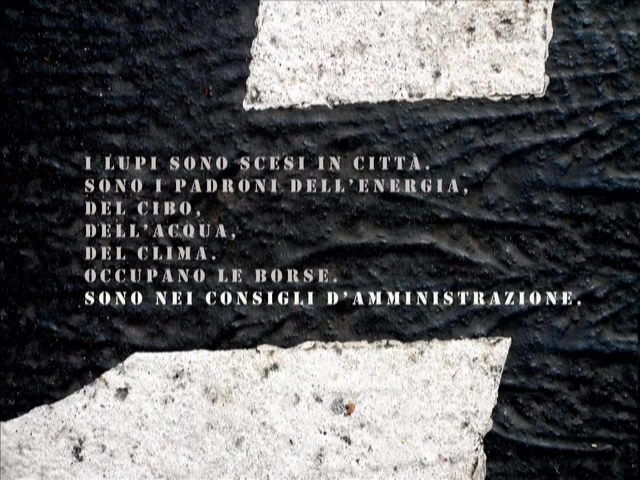 I LUPI SONO SCESI IN CITTÀ.
SONO I PADRONI DELL'ENERGIA,
DEL CIBO,
DELL'ACQUA,
DEL CLIMA.
OCCUPANO LE BORSE.
SONO NEI CONSIGLI D'AMMINISTRAZIONE.